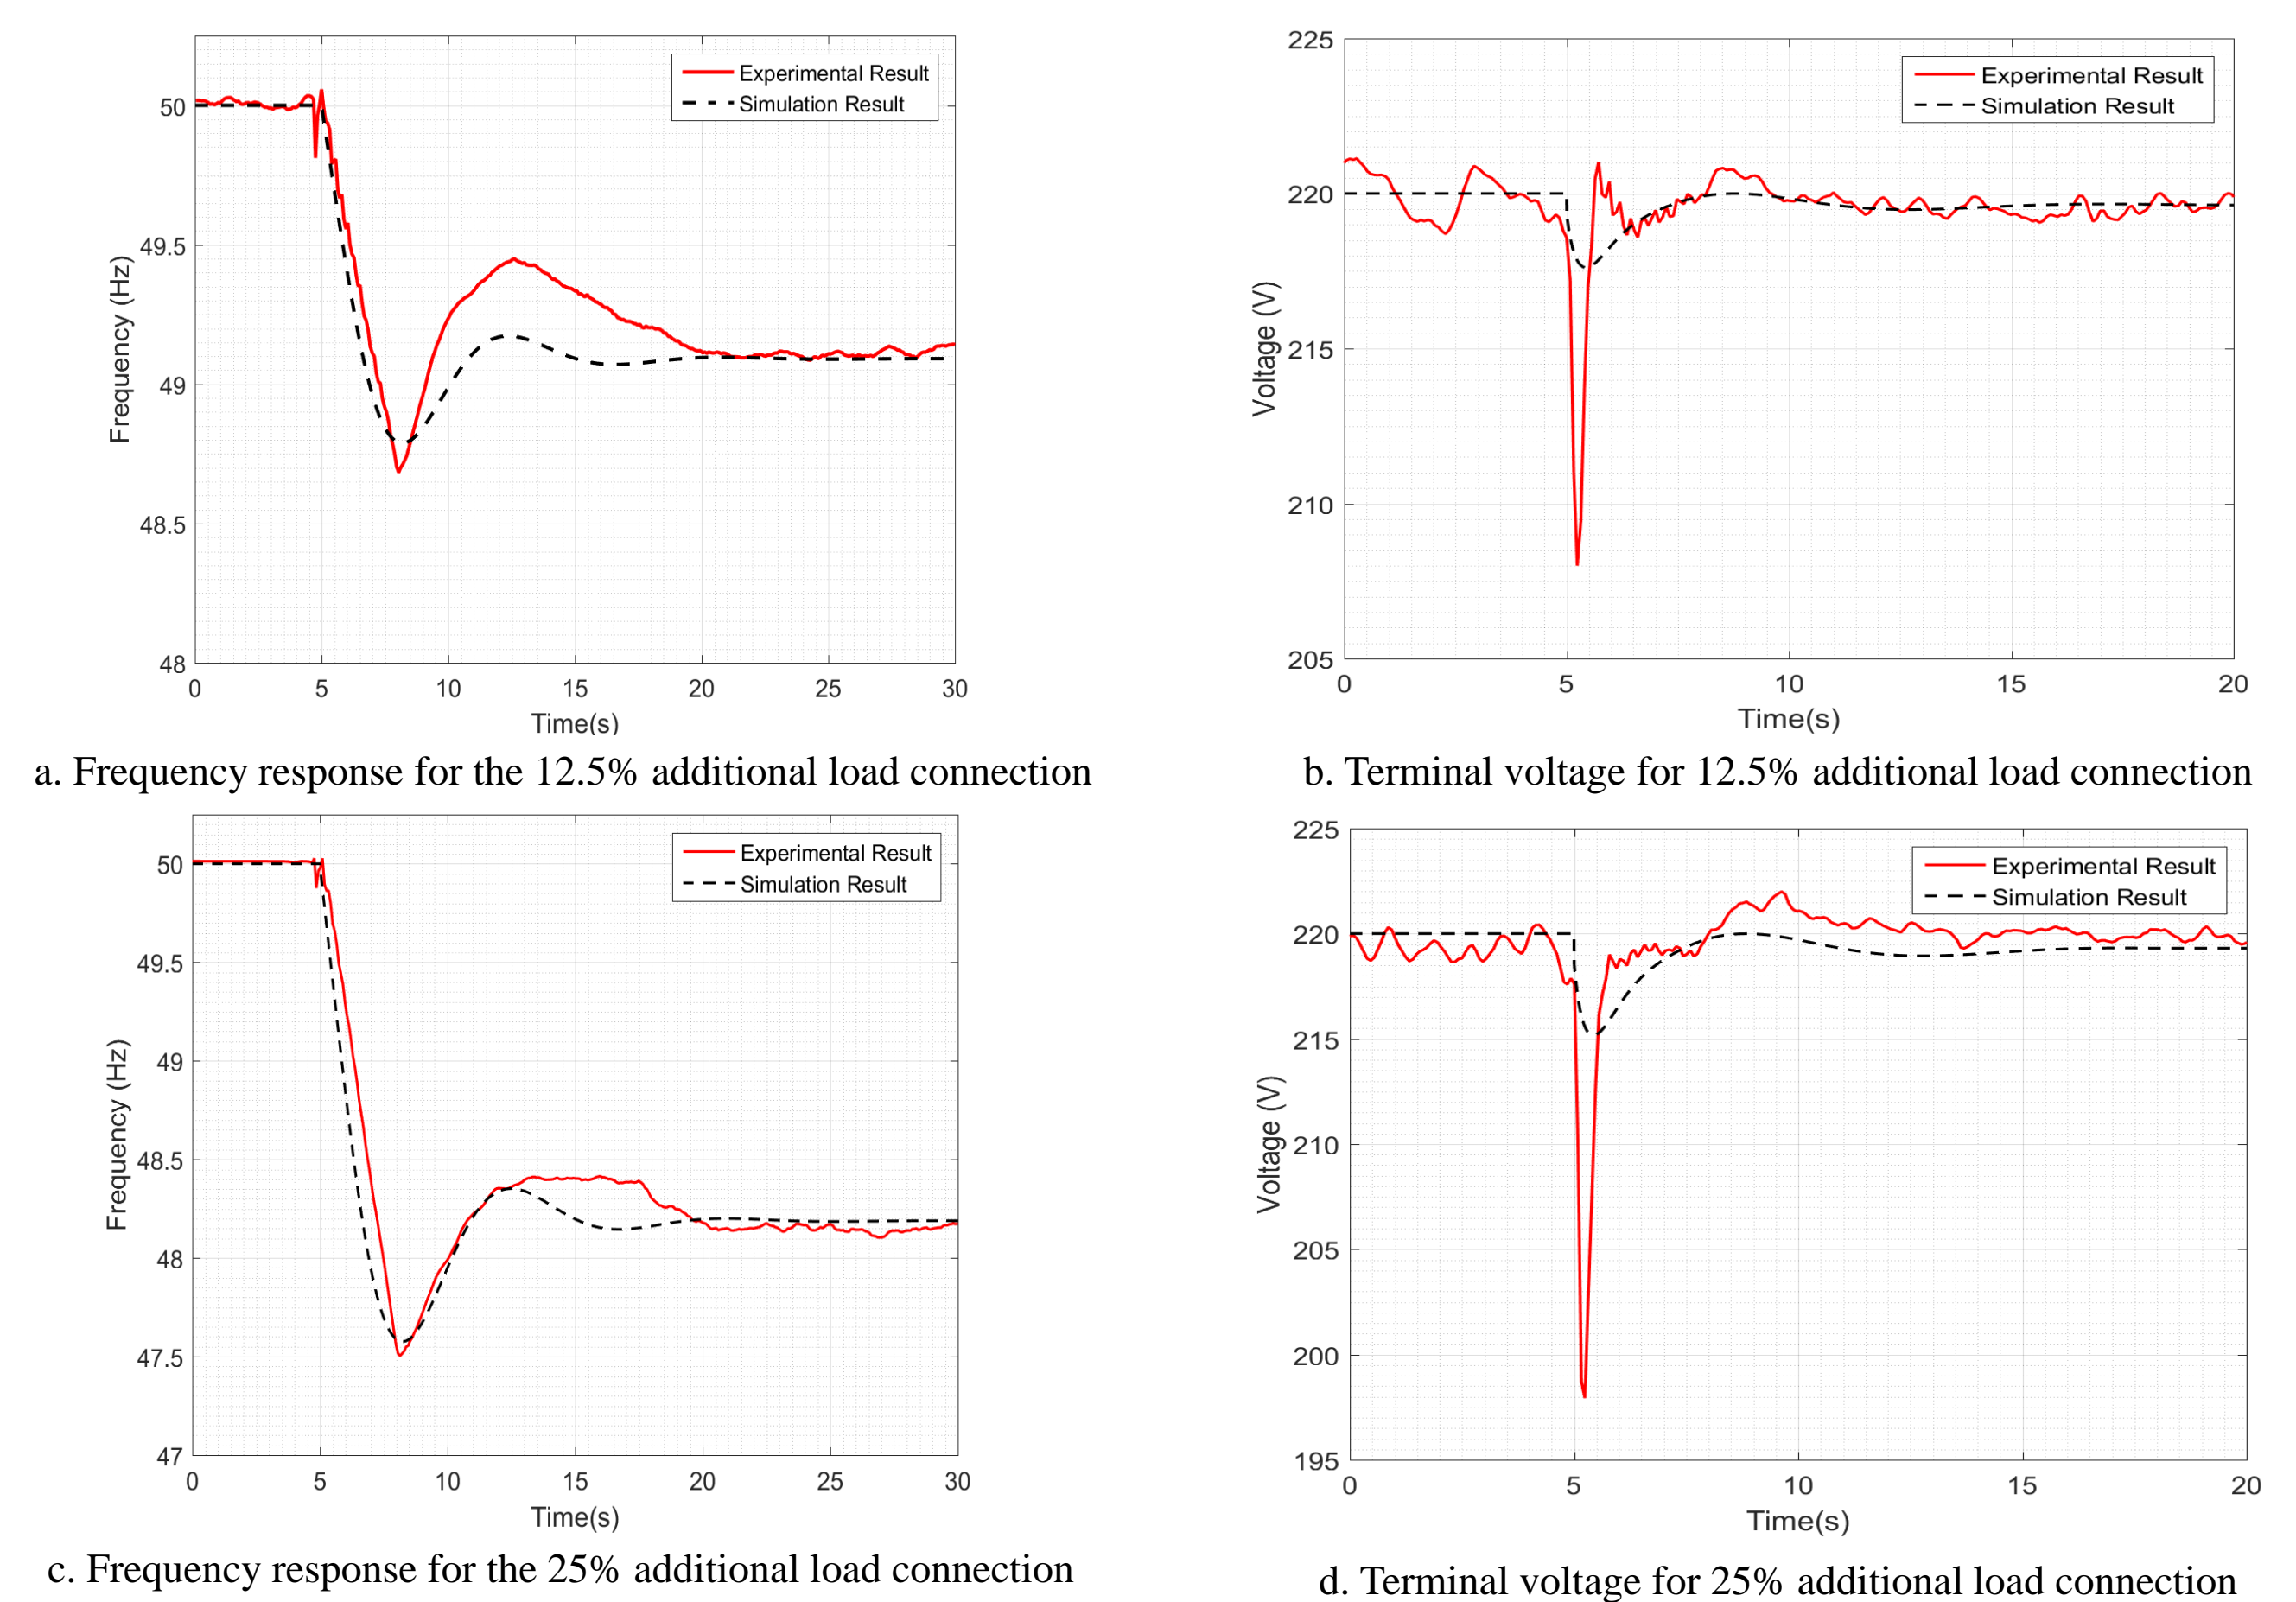 Experimental Result
Simulation Result
50
49.5
49
48.5
48
0 5 10 15 20 25 30
Frequency (Hz)
Time(s)
a. Frequency response for the 12.5% additional load connection
Experimental Result
Simulation Result
225
220
215
210
205
0 5 10 15 20
Voltage (V)
Time(s)
b. Terminal voltage for 12.5% additional load connection
Experimental Result
Simulation Result
50
49.5
49
48.5
48
47.5
47
0 5 10 15 20 25 30
Frequency (Hz)
Time(s)
c. Frequency response for the 25% additional load connection
Experimental Result
Simulation Result
225
220
215
210
205
200
195
0 5 10 15 20
Voltage (V)
Time(s)
d. Terminal voltage for 25% additional load connection